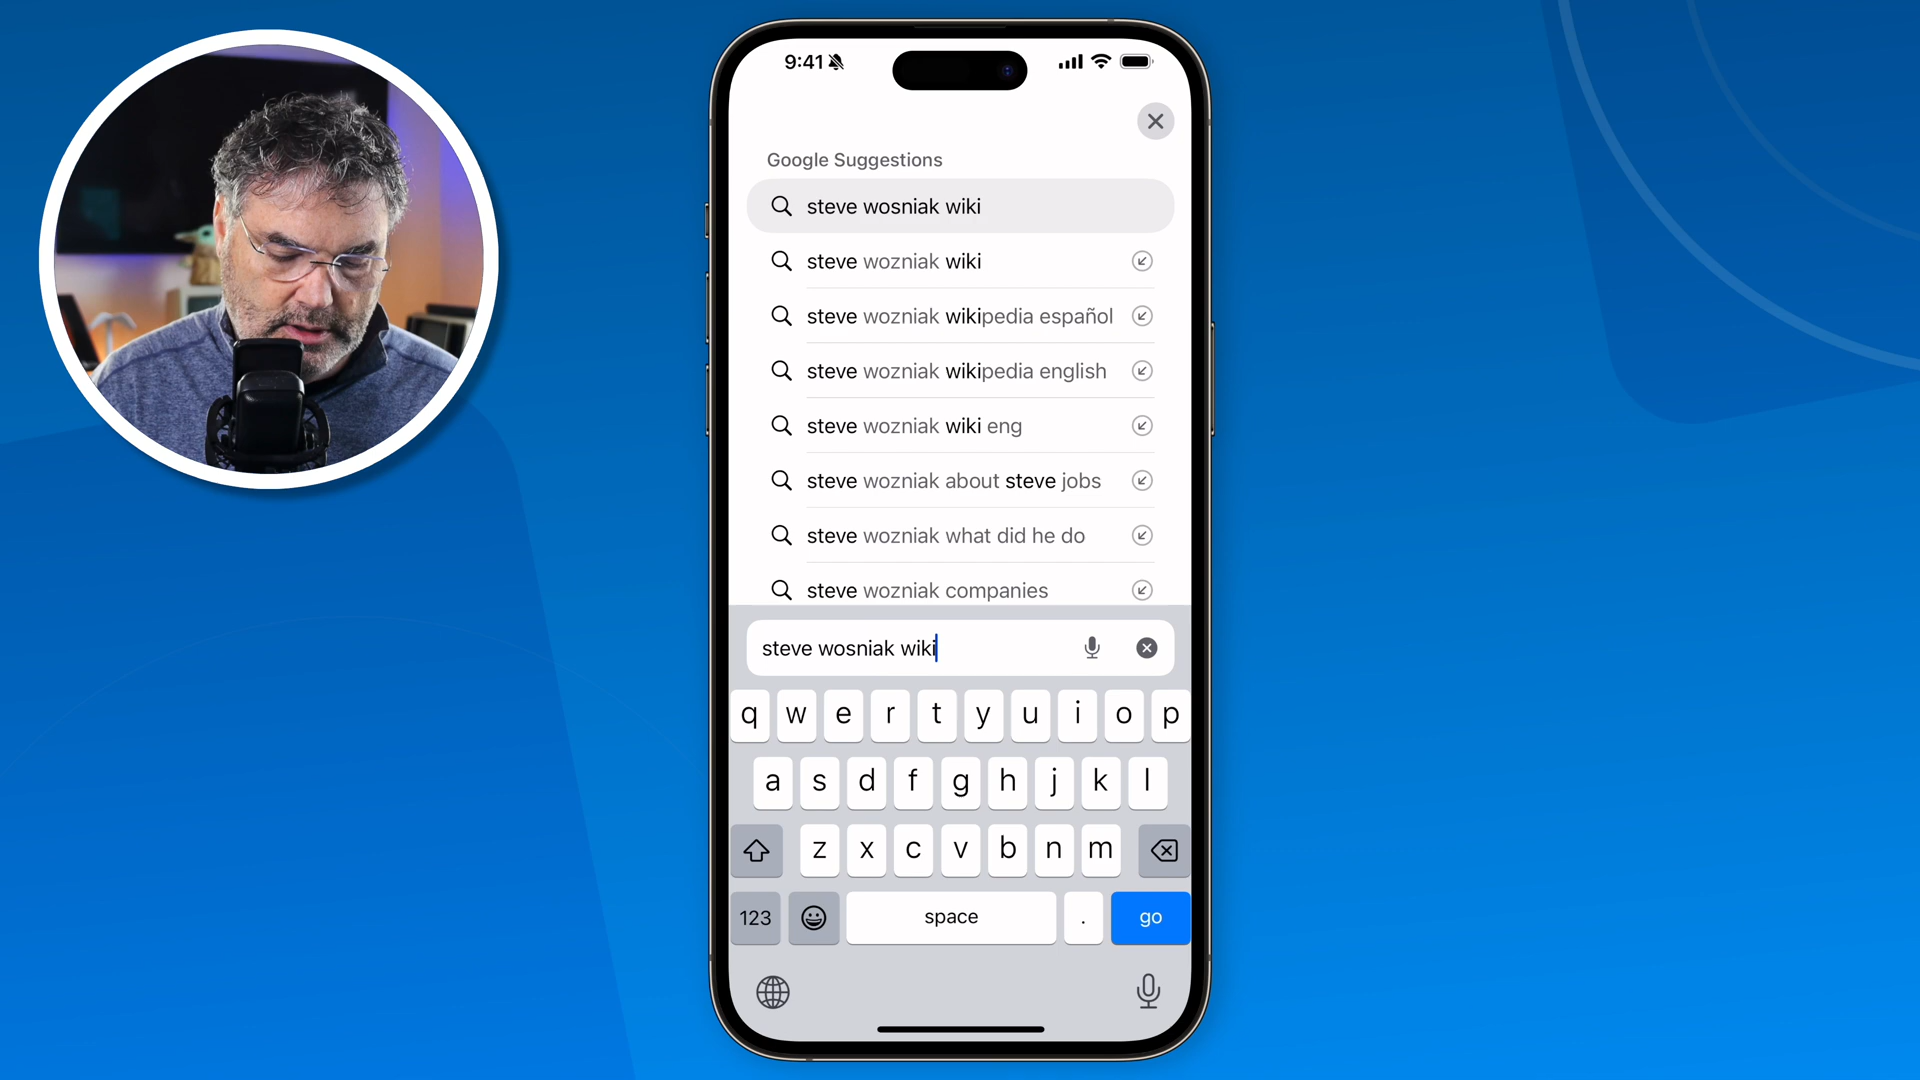 9:41
Google Suggestions
steve wosniak wiki
steve wozniak wiki
steve wozniak wikipedia español
steve wozniak wikipedia english
steve wozniak wiki eng
steve wozniak about steve jobs
steve wozniak what did he do
steve wozniak companies
steve wosniak wiki
q w e r t y u i o p
a s d f g h j k l
z x c v b n m
123 space . go